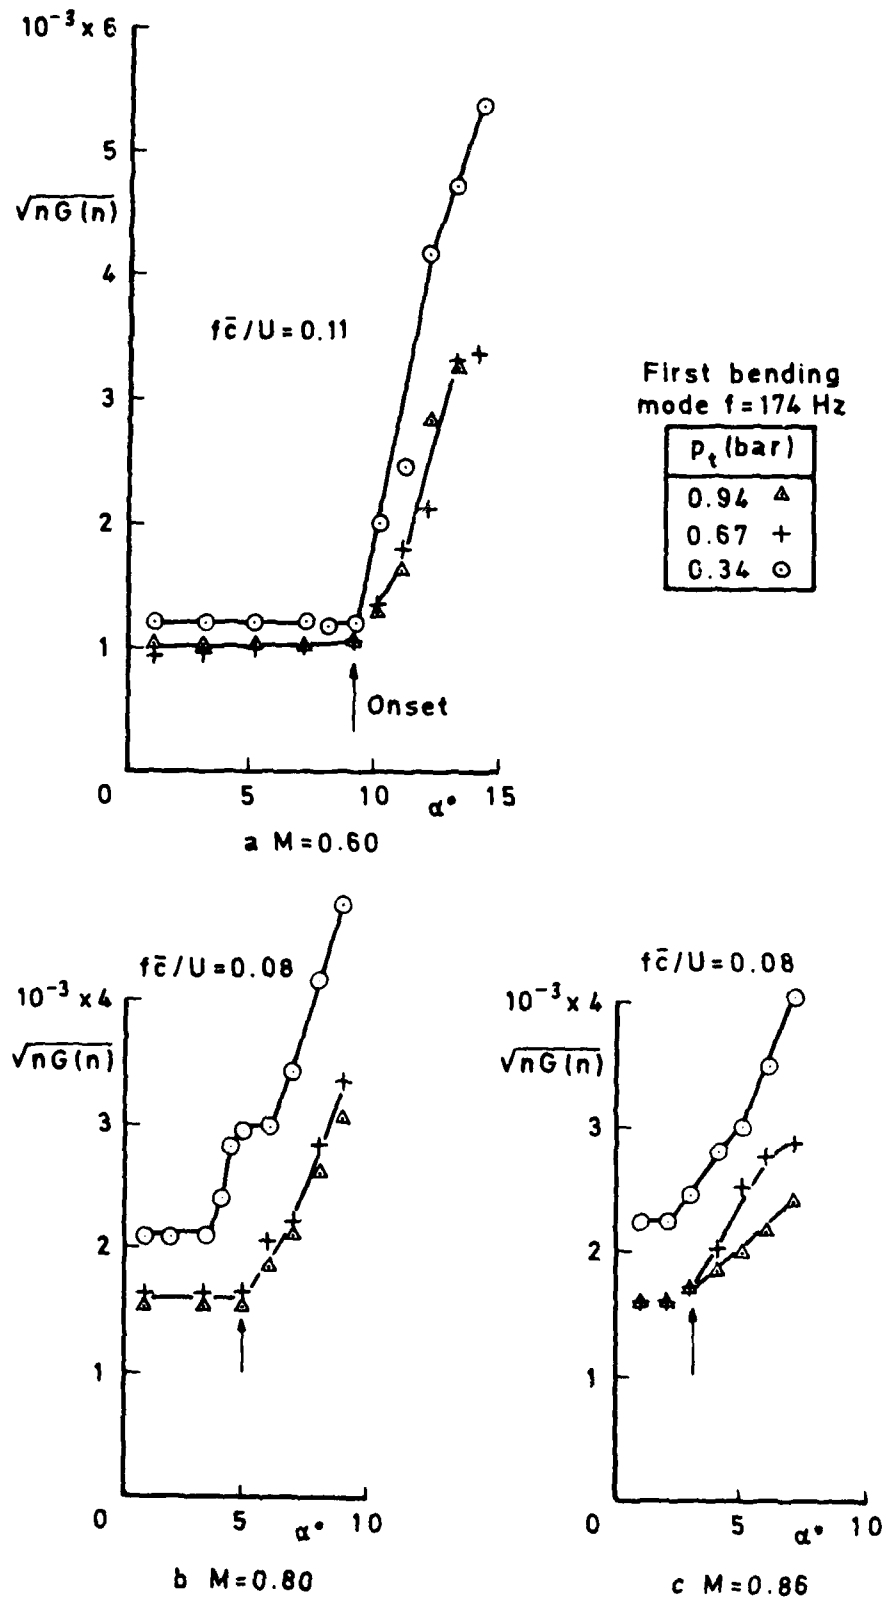 10⁻³ x 6
5
√nG(n)
4
fc̄/U=0.11
3
First bending
mode f=174 Hz
pₜ(bar)
0.94 △
0.67 +
0.34 ⊙
2
1
Onset
0 5 10 15
α°
a M=0.60
fc̄/U=0.08
10⁻³ x 4
√nG(n)
3
2
1
0 5 α° 10
b M=0.80
fc̄/U=0.08
10⁻³ x 4
√nG(n)
3
2
1
0 5 α° 10
c M=0.86